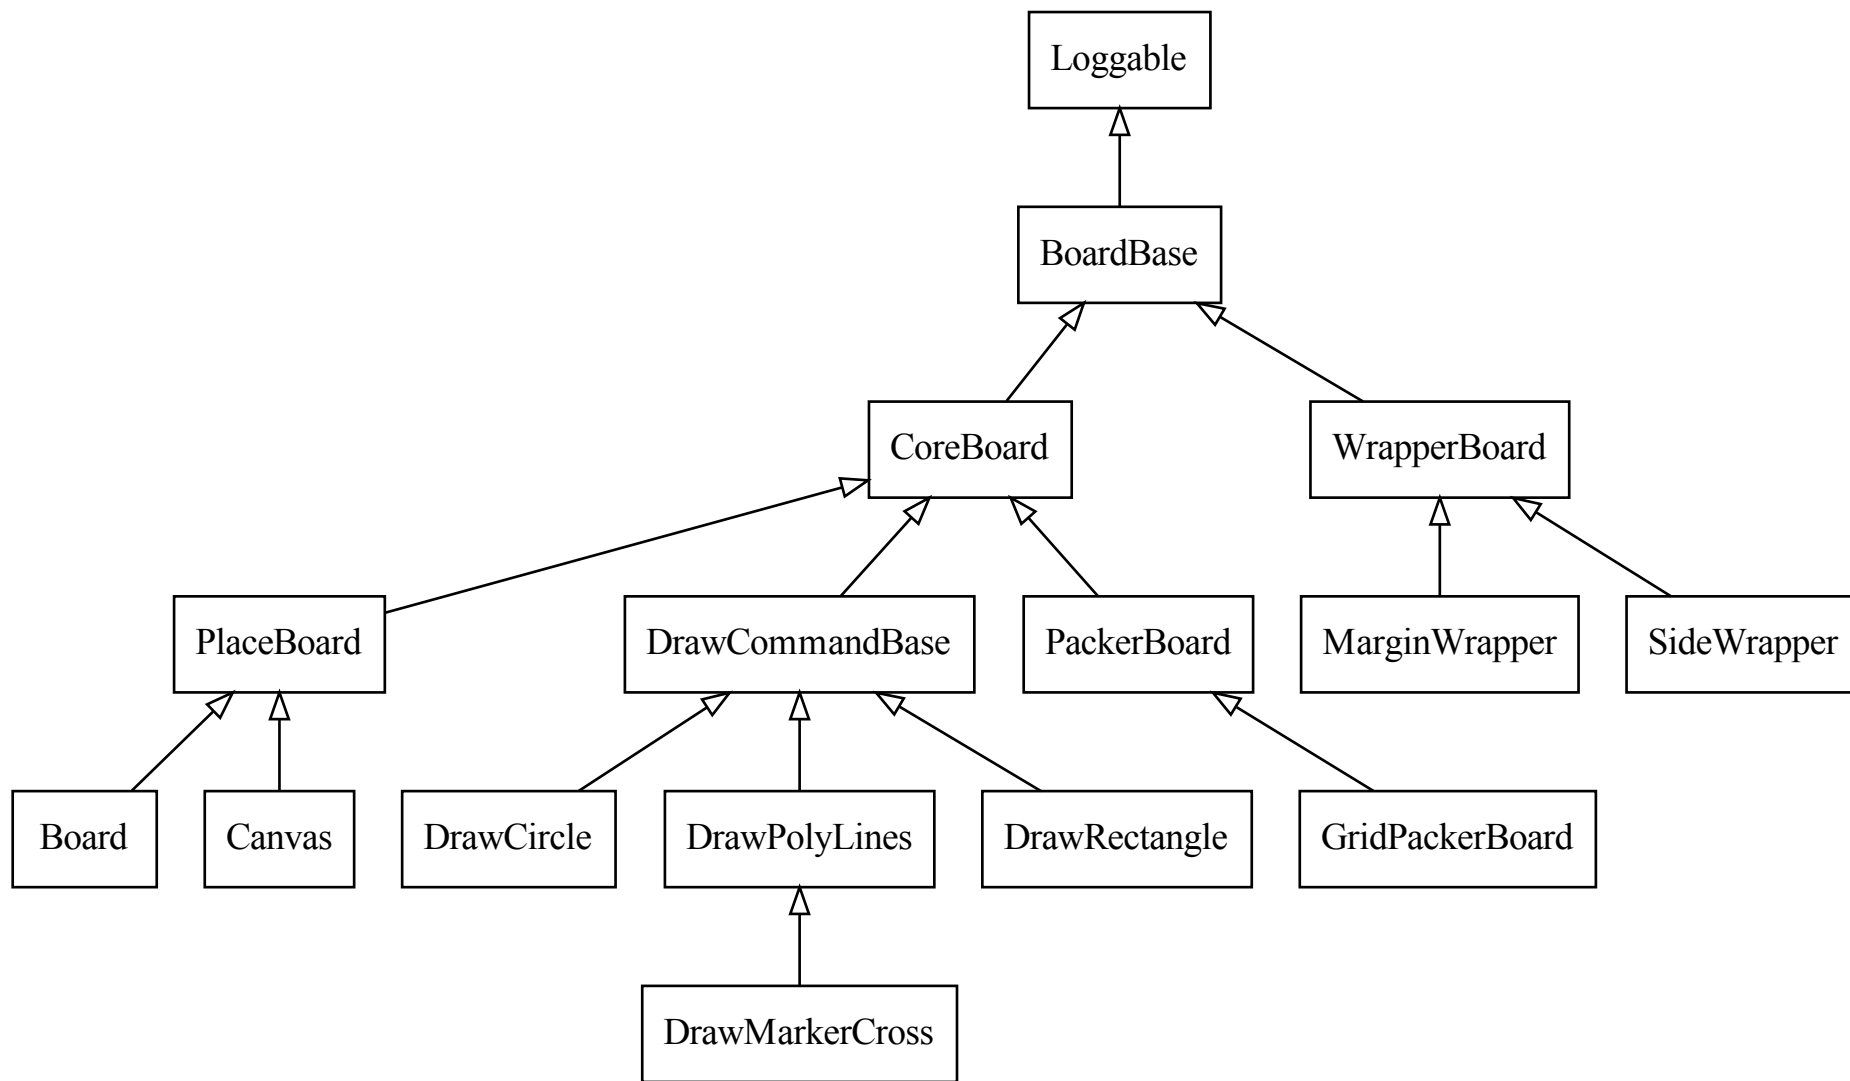 Loggable
BoardBase
CoreBoard
WrapperBoard
PlaceBoard
DrawCommandBase
PackerBoard
MarginWrapper
SideWrapper
Board
Canvas
DrawCircle
DrawPolyLines
DrawRectangle
GridPackerBoard
DrawMarkerCross